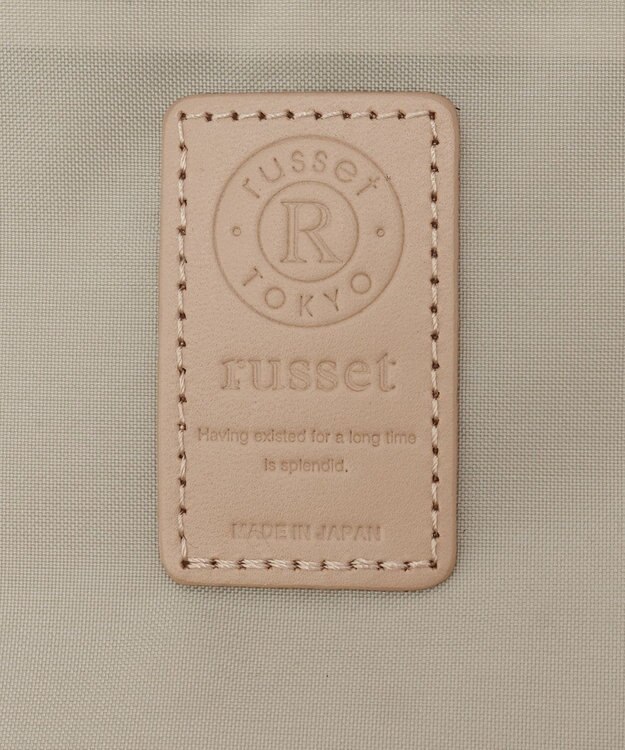 russet
R
TOKYO
russet
Having existed for a long time
is splendid.
MADE IN JAPAN